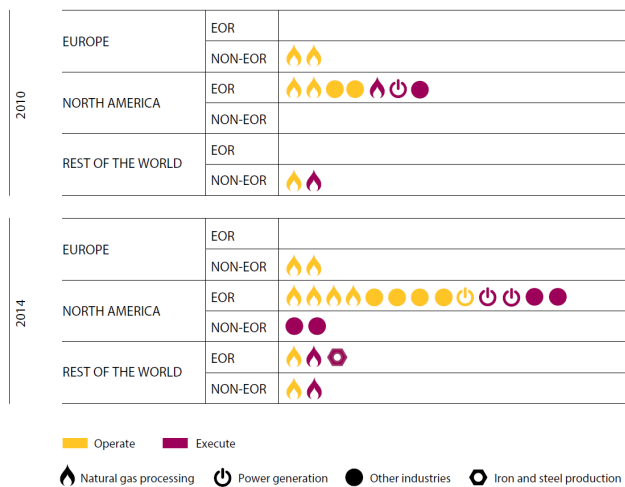 2010
EUROPE
EOR
NON-EOR
NORTH AMERICA
EOR
NON-EOR
REST OF THE WORLD
EOR
NON-EOR
2014
EUROPE
EOR
NON-EOR
NORTH AMERICA
EOR
NON-EOR
REST OF THE WORLD
EOR
NON-EOR
Operate Execute
Natural gas processing Power generation Other industries Iron and steel production